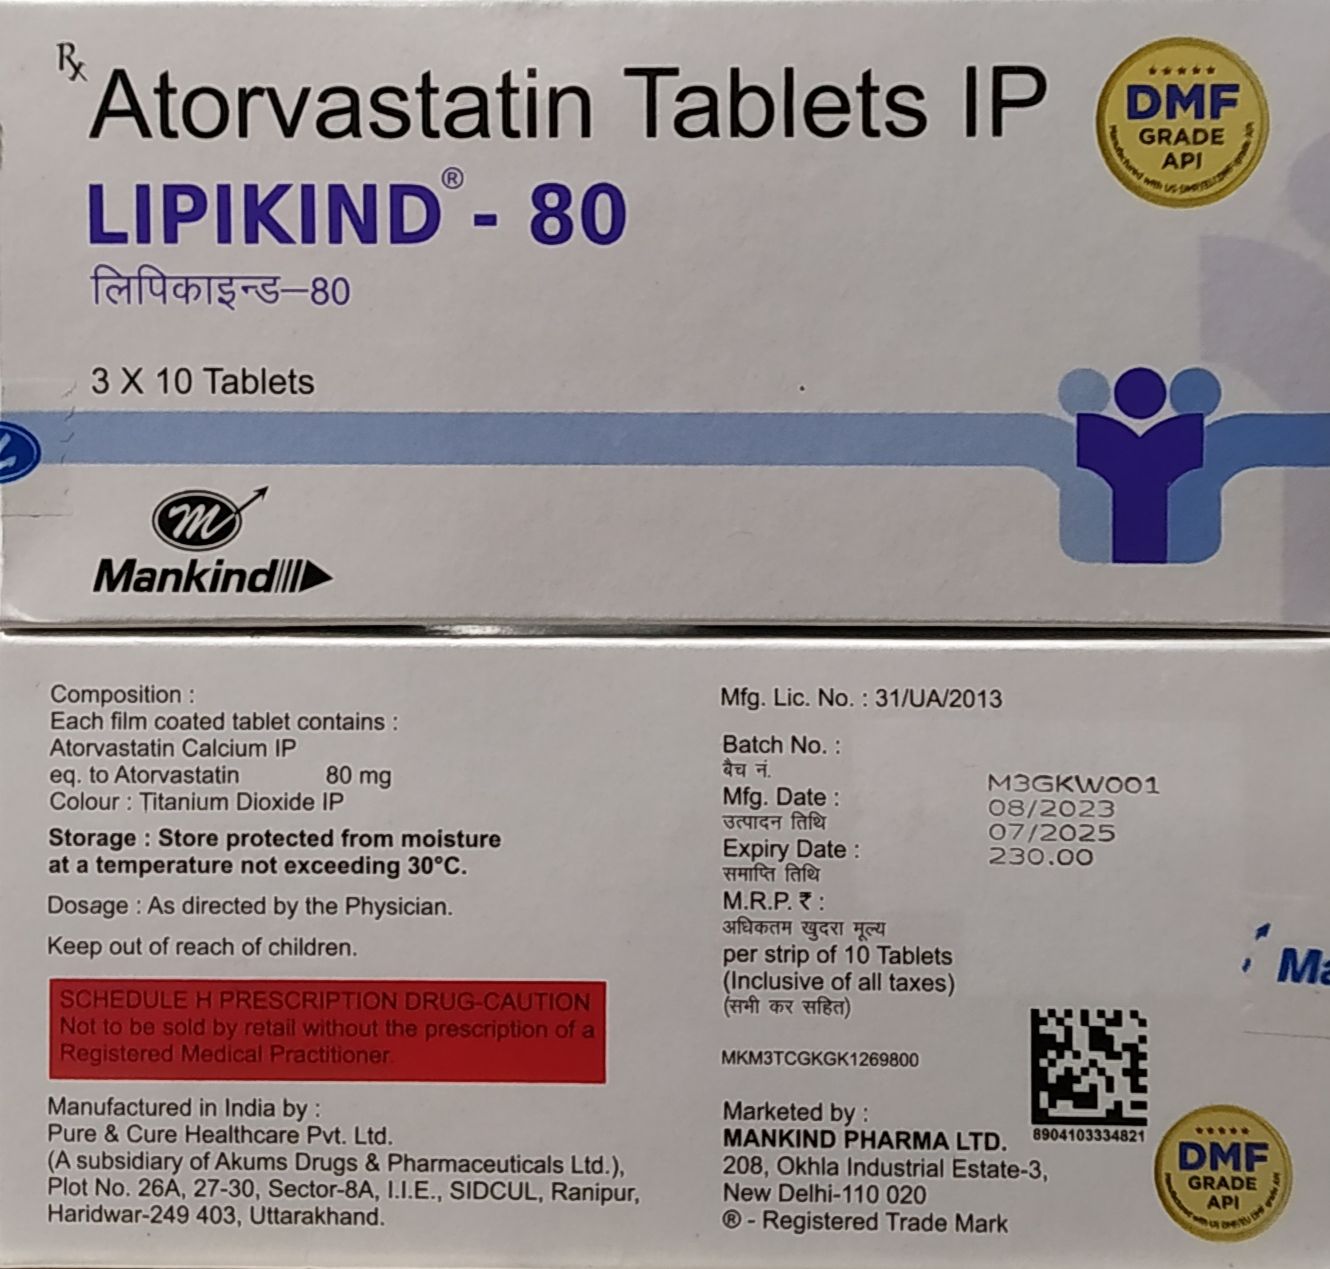 Rx
Atorvastatin Tablets IP
LIPIKIND® - 80
लिपिकाइन्ड–80
3 X 10 Tablets
m
Mankind
DMF
GRADE
API
Composition :
Each film coated tablet contains :
Atorvastatin Calcium IP
eq. to Atorvastatin 80 mg
Colour : Titanium Dioxide IP
Storage : Store protected from moisture
at a temperature not exceeding 30°C.
Dosage : As directed by the Physician.
Keep out of reach of children.
SCHEDULE H PRESCRIPTION DRUG-CAUTION
Not to be sold by retail without the prescription of a
Registered Medical Practitioner.
Manufactured in India by :
Pure & Cure Healthcare Pvt. Ltd.
(A subsidiary of Akums Drugs & Pharmaceuticals Ltd.),
Plot No. 26A, 27-30, Sector-8A, I.I.E., SIDCUL, Ranipur,
Haridwar-249 403, Uttarakhand.
Mfg. Lic. No. : 31/UA/2013
Batch No. :
बैच नं.
Mfg. Date :
उत्पादन तिथि
Expiry Date :
समाप्ति तिथि
M.R.P. ₹ :
अधिकतम खुदरा मूल्य
per strip of 10 Tablets
(Inclusive of all taxes)
(सभी कर सहित)
M3GKW001
08/2023
07/2025
230.00
MKM3TCGKGK1269800
Marketed by :
MANKIND PHARMA LTD.
208, Okhla Industrial Estate-3,
New Delhi-110 020
® - Registered Trade Mark
8904103334821
DMF
GRADE
API